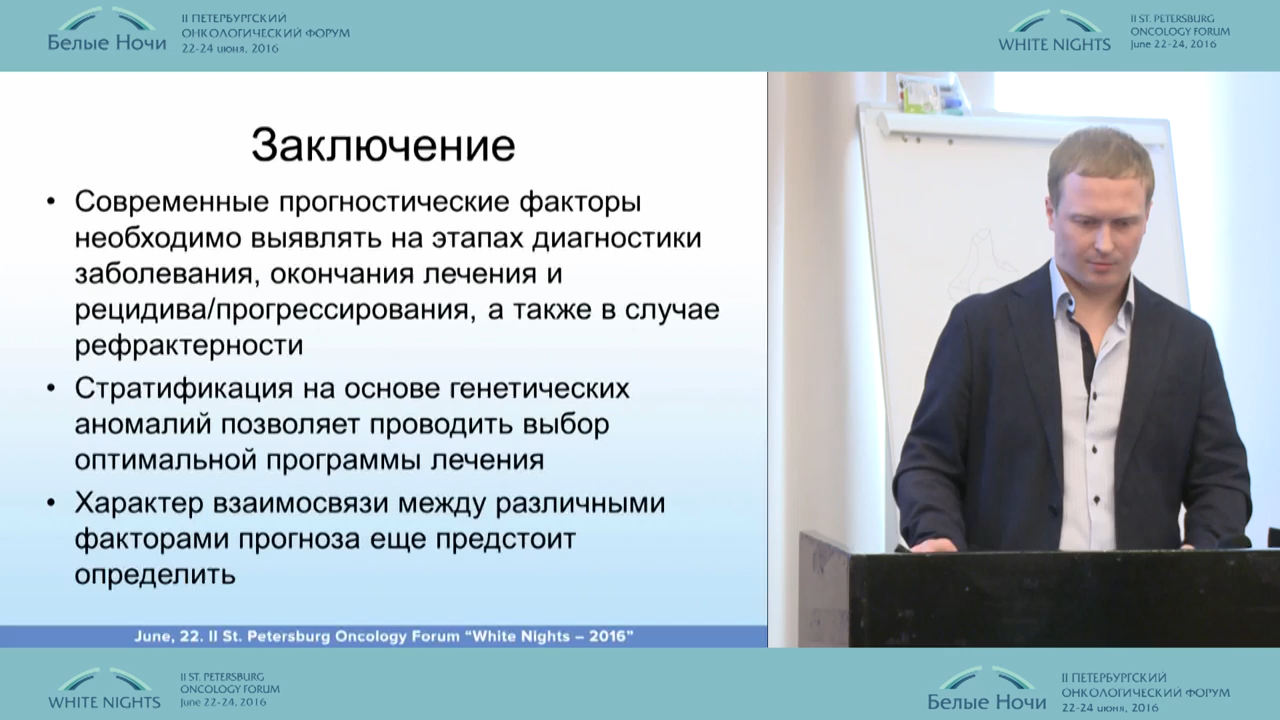 Белые Ночи
II ПЕТЕРБУРГСКИЙ
ОНКОЛОГИЧЕСКИЙ ФОРУМ
22-24 июня, 2016
WHITE NIGHTS
II ST. PETERSBURG
ONCOLOGY FORUM
June 22-24, 2016
Заключение
• Современные прогностические факторы
необходимо выявлять на этапах диагностики
заболевания, окончания лечения и
рецидива/прогрессирования, а также в случае
рефрактерности
• Стратификация на основе генетических
аномалий позволяет проводить выбор
оптимальной программы лечения
• Характер взаимосвязи между различными
факторами прогноза еще предстоит
определить
June, 22. II St. Petersburg Oncology Forum “White Nights – 2016”
WHITE NIGHTS
II ST. PETERSBURG
ONCOLOGY FORUM
June 22-24, 2016
Белые Ночи
II ПЕТЕРБУРГСКИЙ
ОНКОЛОГИЧЕСКИЙ ФОРУМ
22-24 июня, 2016